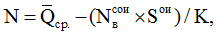 N = Q̅ср. − (Nвсон × Sон) / K,